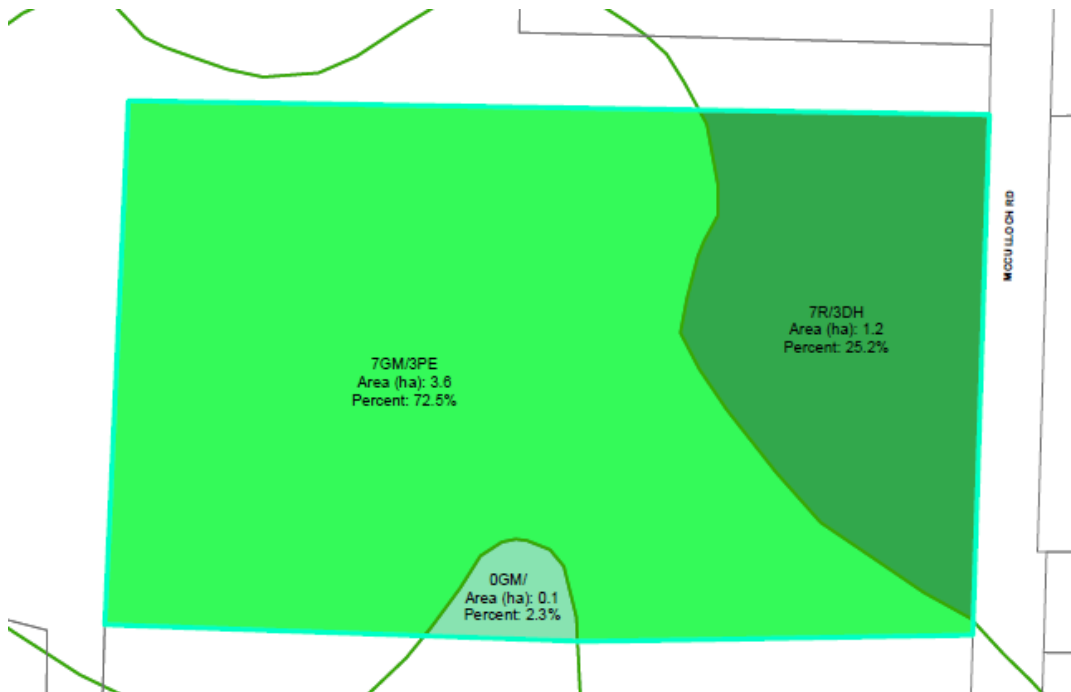 MCCULLOCH RD
7R/3DH
Area (ha): 1.2
Percent: 25.2%
7GM/3PE
Area (ha): 3.6
Percent: 72.5%
0GM/
Area (ha): 0.1
Percent: 2.3%